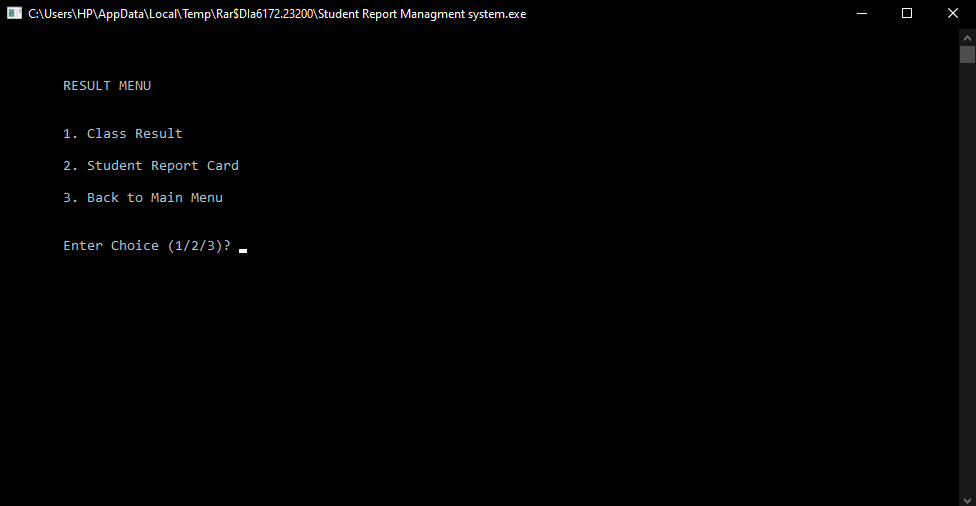 C:\Users\HP\AppData\Local\Temp\Rar$DIa6172.23200\Student Report Managment system.exe
RESULT MENU
1. Class Result
2. Student Report Card
3. Back to Main Menu
Enter Choice (1/2/3)?